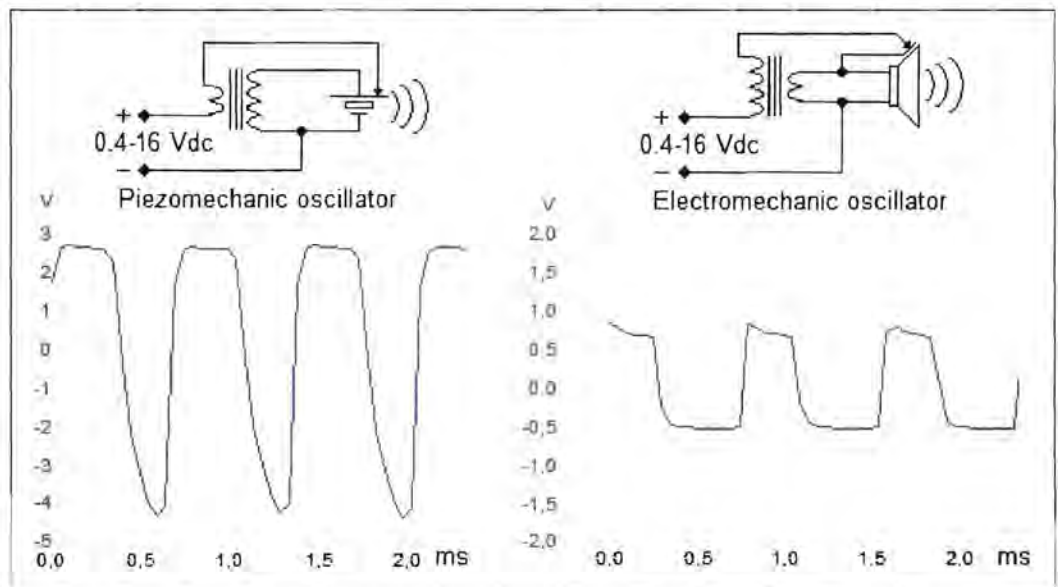 +
0.4-16 Vdc
−
Piezomechanic oscillator
V
3
2
1
0
-1
-2
-3
-4
-5
0,0 0,5 1,0 1,5 2,0 ms
+
0.4-16 Vdc
−
Electromechanic oscillator
V
2.0
1,5
1.0
0.5
0.0
-0,5
-1,0
-1,5
-2,0
0,0 0,5 1,0 1,5 2,0 ms